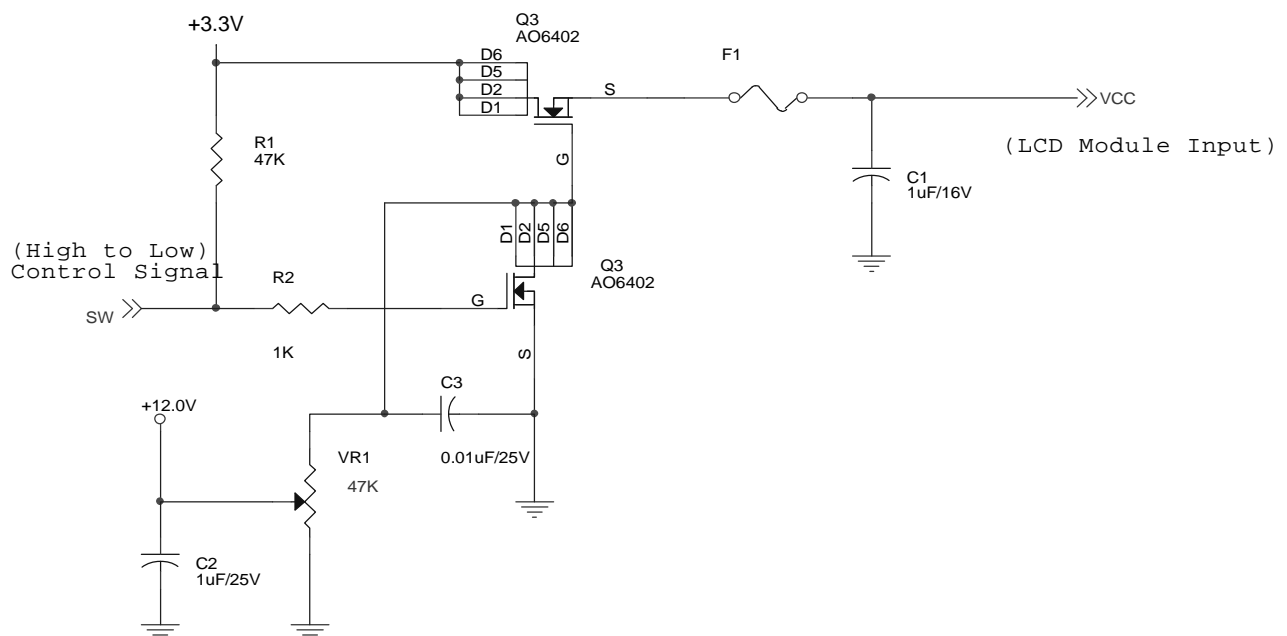 +3.3V
Q3
AO6402
D6
D5
D2
D1
S
F1
VCC
(LCD Module Input)
R1
47K
G
C1
1uF/16V
D1
D2
D5
D6
(High to Low)
Control Signal
R2
Q3
AO6402
G
SW
1K
S
C3
+12.0V
VR1
0.01uF/25V
47K
C2
1uF/25V